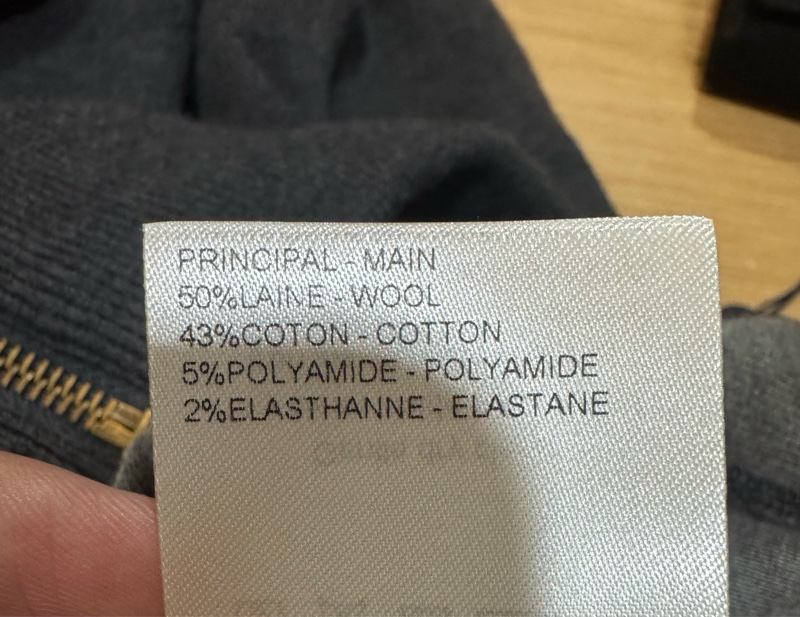 PRINCIPAL - MAIN
50%LAINE - WOOL
43%COTON - COTTON
5%POLYAMIDE - POLYAMIDE
2%ELASTHANNE - ELASTANE